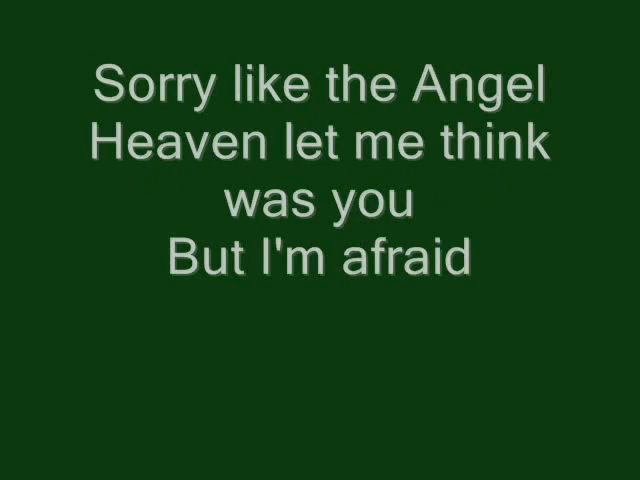 Sorry like the Angel
Heaven let me think
was you
But I'm afraid